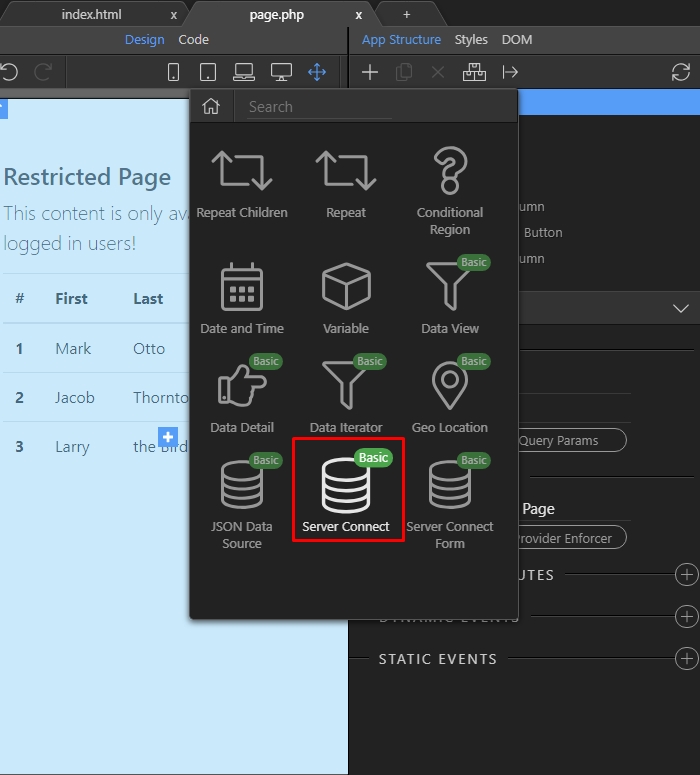 index.html x
page.php x
+
Design Code
App Structure Styles DOM
Search
Restricted Page
This content is only ava
logged in users!
# First Last
1 Mark Otto
2 Jacob Thornto
3 Larry the Bird
Repeat Children
Repeat
Conditional
Region
Date and Time
Variable
Basic
Data View
Basic
Data Detail
Basic
Data Iterator
Basic
Geo Location
Basic
JSON Data
Source
Basic
Server Connect
Basic
Server Connect
Form
umn
Button
umn
Query Params
Page
rovider Enforcer
UTES
DYNAMIC EVENTS
STATIC EVENTS